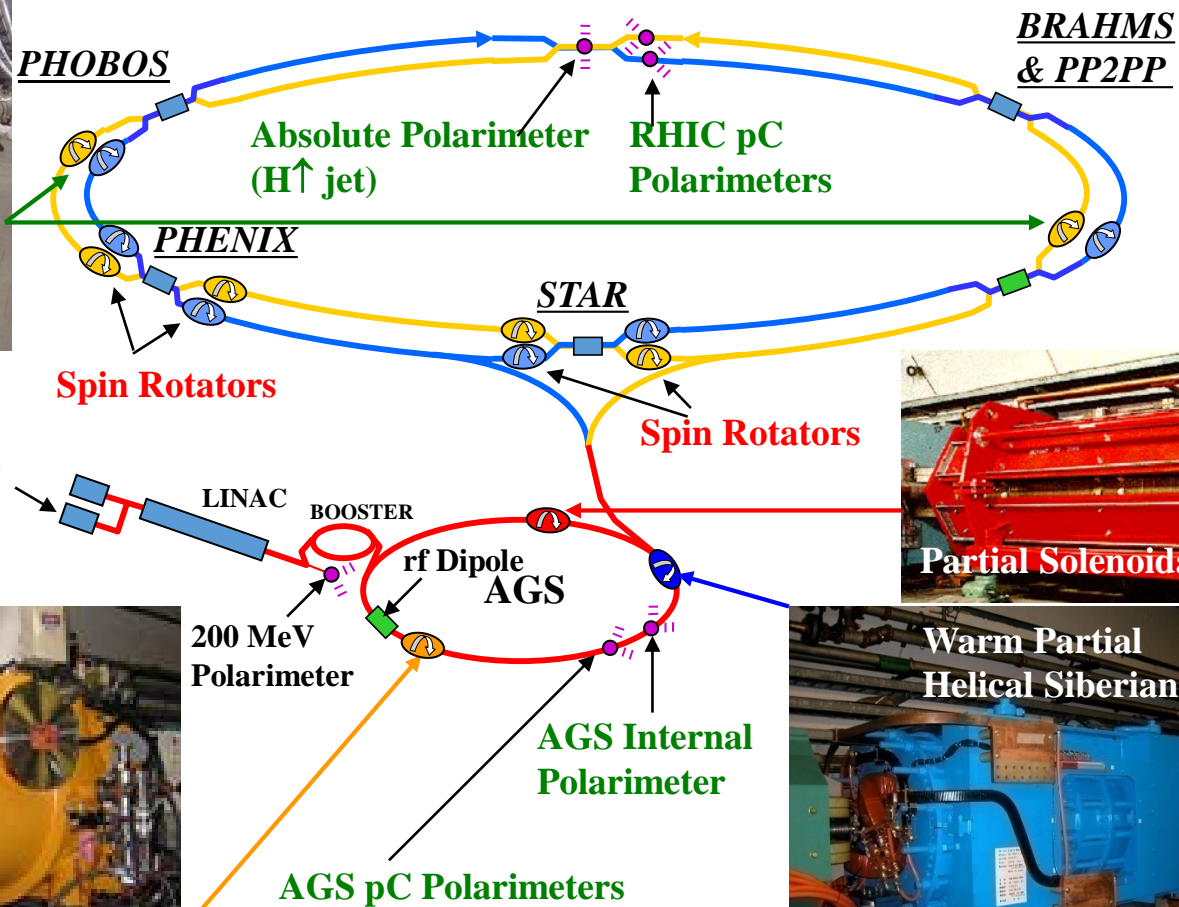 PHOBOS
BRAHMS
& PP2PP
Absolute Polarimeter
(H↑ jet)
RHIC pC
Polarimeters
PHENIX
STAR
Spin Rotators
Spin Rotators
LINAC
BOOSTER
rf Dipole
AGS
Partial Solenoida
200 MeV
Polarimeter
Warm Partial
Helical Siberian
AGS Internal
Polarimeter
AGS pC Polarimeters